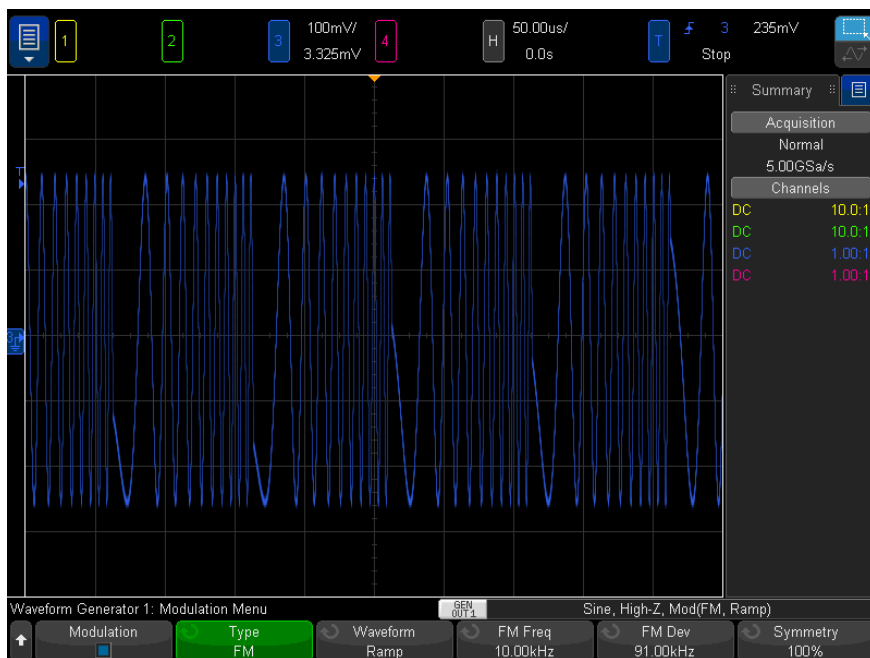 1 2 3 100mV/ 3.325mV 4 H 50.00us/ 0.0s T 3 235mV Stop
Summary
Acquisition
Normal
5.00GSa/s
Channels
DC 10.0:1
DC 10.0:1
DC 1.00:1
DC 1.00:1
T
3
Waveform Generator 1: Modulation Menu GEN OUT1 Sine, High-Z, Mod(FM, Ramp)
Modulation Type Waveform FM Freq FM Dev Symmetry
FM Ramp 10.00kHz 91.00kHz 100%